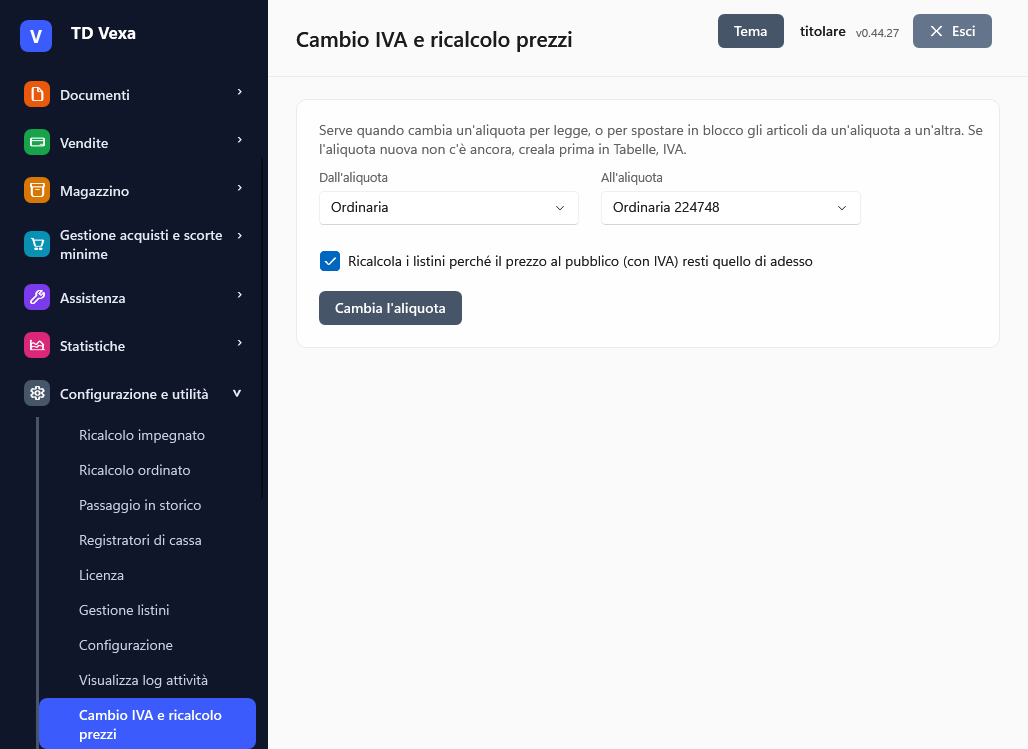 V
TD Vexa
Documenti
Vendite
Magazzino
Gestione acquisti e scorte
minime
Assistenza
Statistiche
Configurazione e utilità
Ricalcolo impegnato
Ricalcolo ordinato
Passaggio in storico
Registratori di cassa
Licenza
Gestione listini
Configurazione
Visualizza log attività
Cambio IVA e ricalcolo
prezzi
Cambio IVA e ricalcolo prezzi
Tema
titolare
v0.44.27
Esci
Serve quando cambia un'aliquota per legge, o per spostare in blocco gli articoli da un'aliquota a un'altra. Se
l'aliquota nuova non c'è ancora, creala prima in Tabelle, IVA.
Dall'aliquota
All'aliquota
Ordinaria
Ordinaria 224748
Ricalcola i listini perché il prezzo al pubblico (con IVA) resti quello di adesso
Cambia l'aliquota